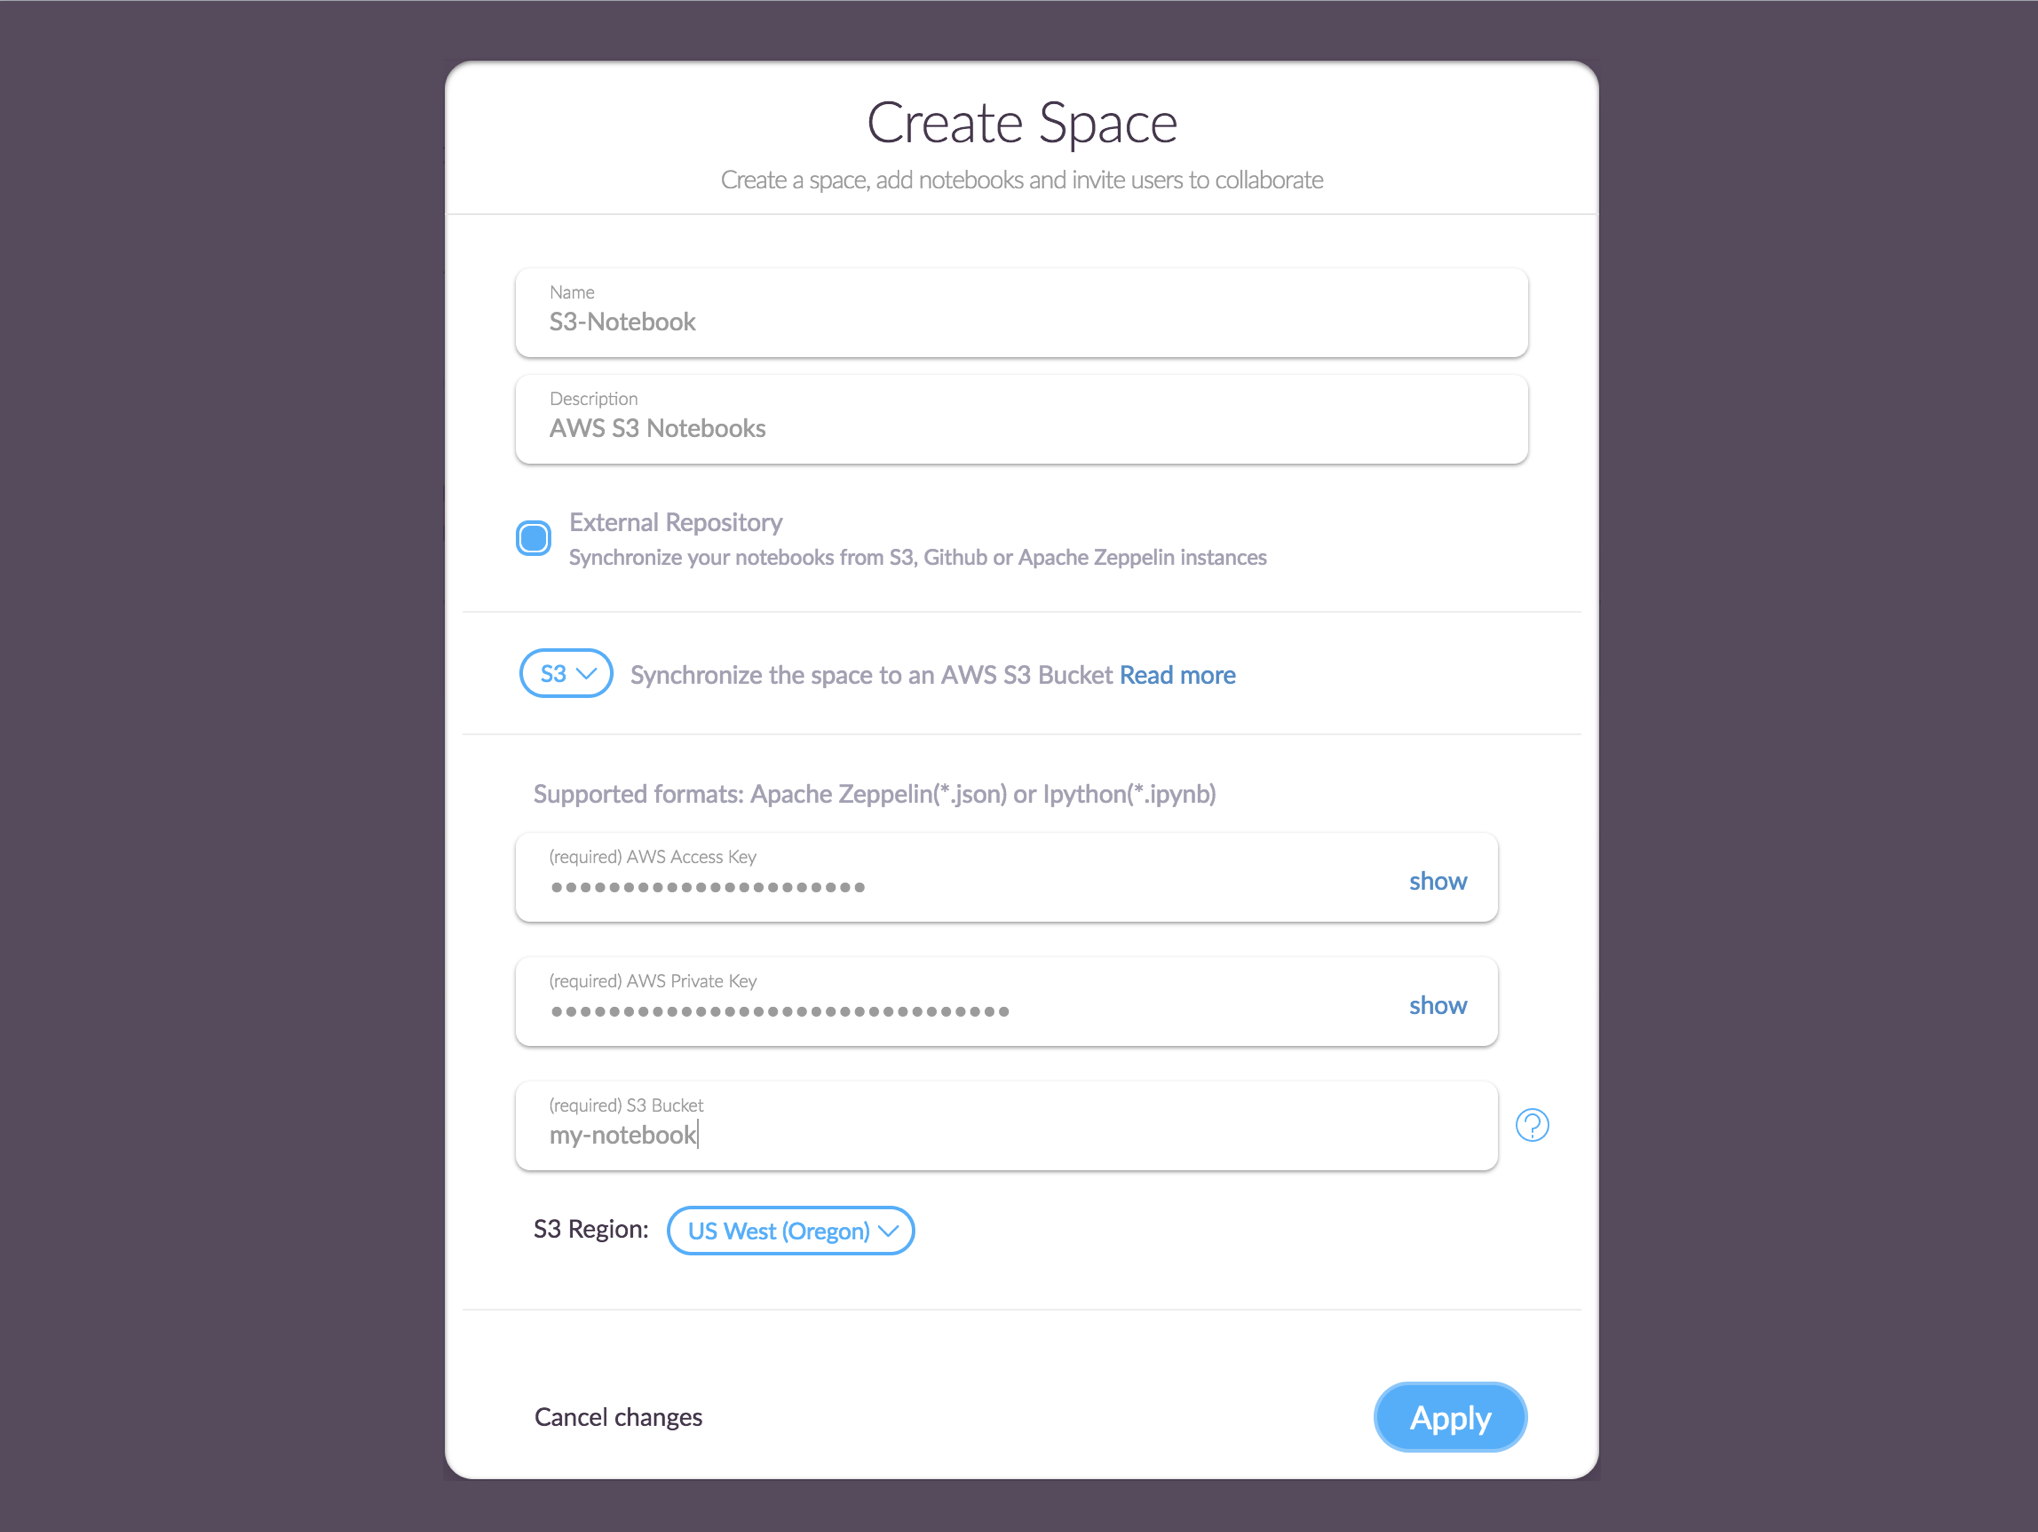 Create Space
Create a space, add notebooks and invite users to collaborate
Name
S3-Notebook
Description
AWS S3 Notebooks
External Repository
Synchronize your notebooks from S3, Github or Apache Zeppelin instances
S3 Synchronize the space to an AWS S3 Bucket Read more
Supported formats: Apache Zeppelin(*.json) or Ipython(*.ipynb)
(required) AWS Access Key
••••••••••••••••••••••
show
(required) AWS Private Key
••••••••••••••••••••••••••••••••
show
(required) S3 Bucket
my-notebook
?
S3 Region: US West (Oregon)
Cancel changes
Apply